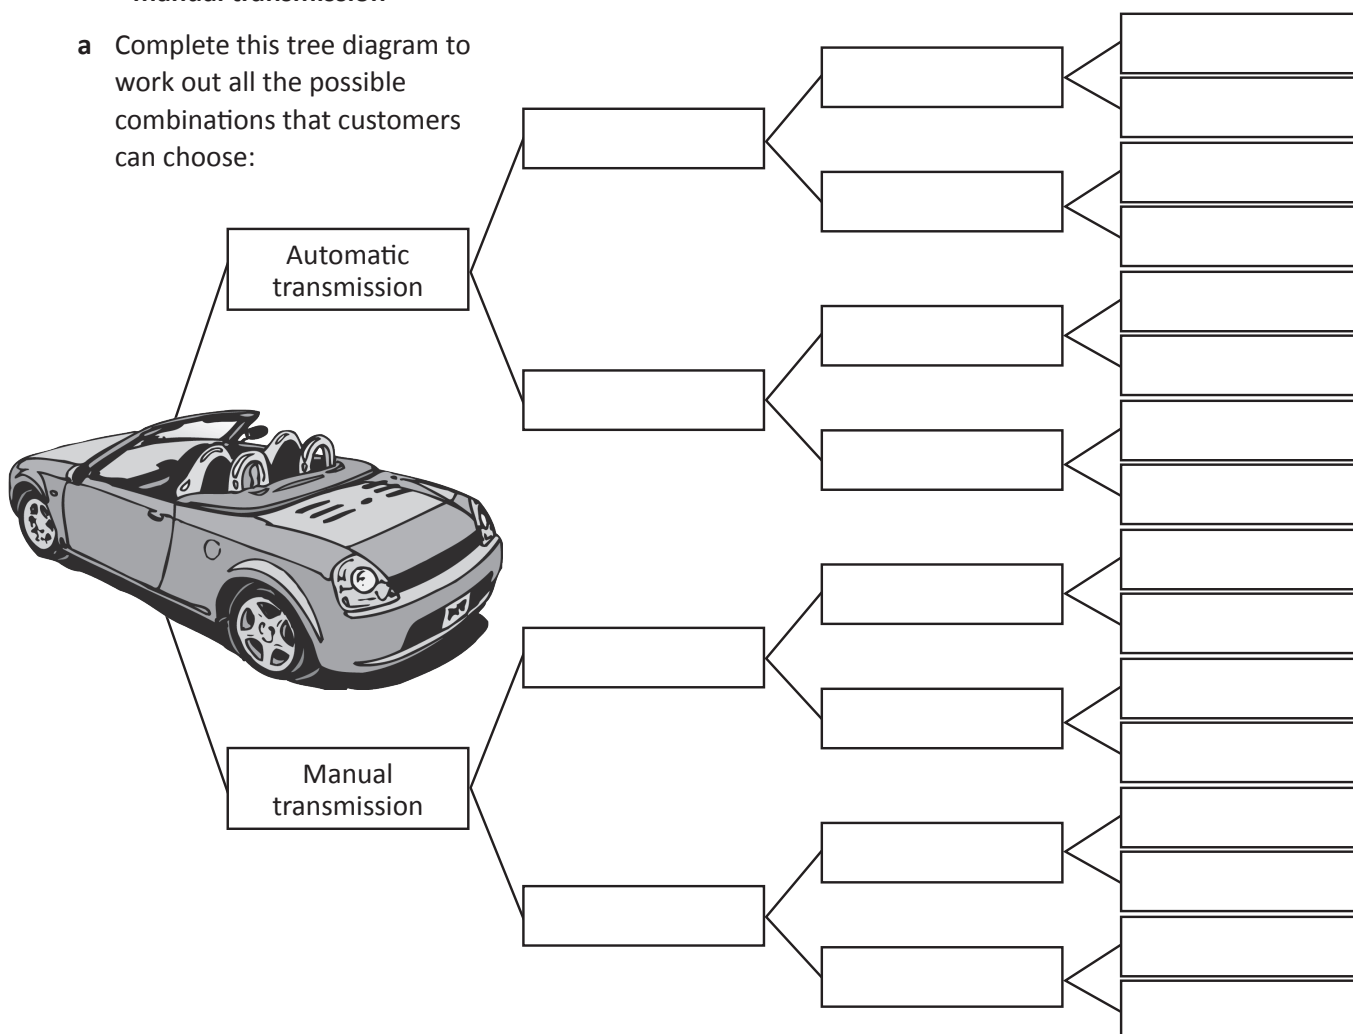 manual transmission
a Complete this tree diagram to
work out all the possible
combinations that customers
can choose:
Automatic
transmission
Manual
transmission